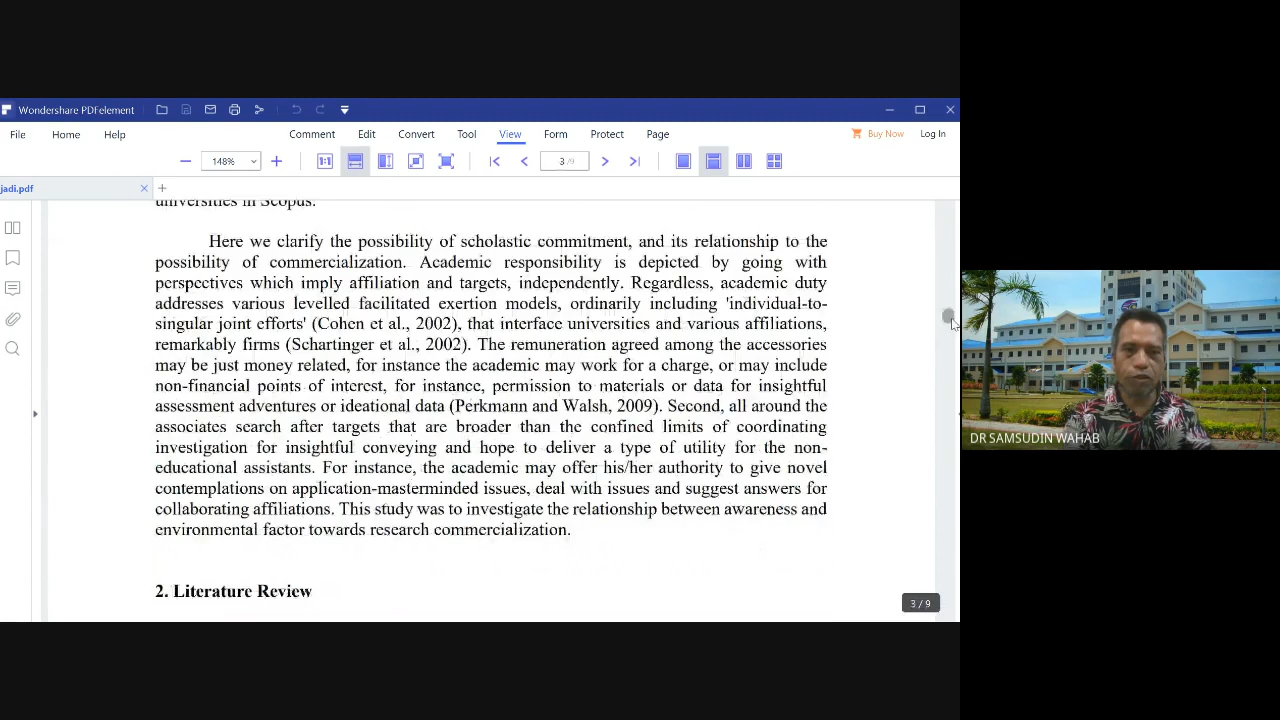 Wondershare PDFelement
File Home Help Comment Edit Convert Tool View Form Protect Page Buy Now Log In
148% 1:1 3 /9
jadi.pdf
universities in Scopus.
Here we clarify the possibility of scholastic commitment, and its relationship to the
possibility of commercialization. Academic responsibility is depicted by going with
perspectives which imply affiliation and targets, independently. Regardless, academic duty
addresses various levelled facilitated exertion models, ordinarily including 'individual-to-
singular joint efforts' (Cohen et al., 2002), that interface universities and various affiliations,
remarkably firms (Schartinger et al., 2002). The remuneration agreed among the accessories
may be just money related, for instance the academic may work for a charge, or may include
non-financial points of interest, for instance, permission to materials or data for insightful
assessment adventures or ideational data (Perkmann and Walsh, 2009). Second, all around the
associates search after targets that are broader than the confined limits of coordinating
investigation for insightful conveying and hope to deliver a type of utility for the non-
educational assistants. For instance, the academic may offer his/her authority to give novel
contemplations on application-masterminded issues, deal with issues and suggest answers for
collaborating affiliations. This study was to investigate the relationship between awareness and
environmental factor towards research commercialization.
2. Literature Review
3 / 9
DR SAMSUDIN WAHAB